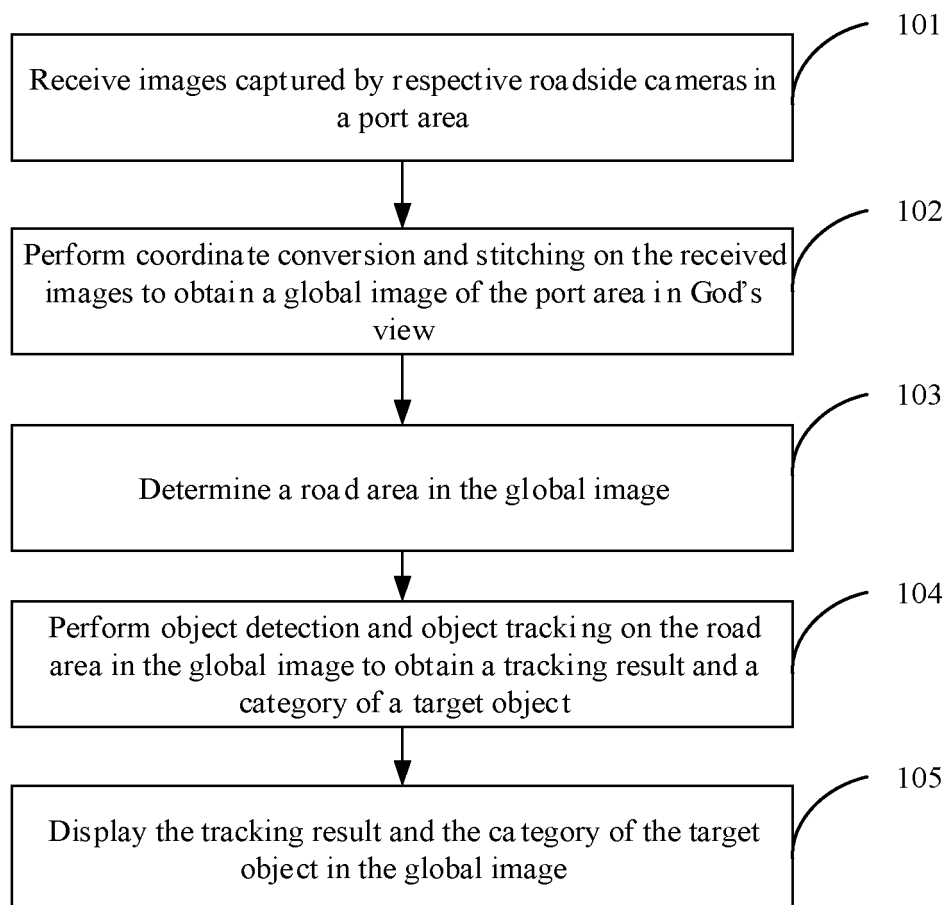 101
Receive images captured by respective roadside cameras in
a port area
102
Perform coordinate conversion and stitching on the received
images to obtain a global image of the port area in God's
view
103
Determine a road area in the global image
104
Perform object detection and object tracking on the road
area in the global image to obtain a tracking result and a
category of a target object
105
Display the tracking result and the category of the target
object in the global image